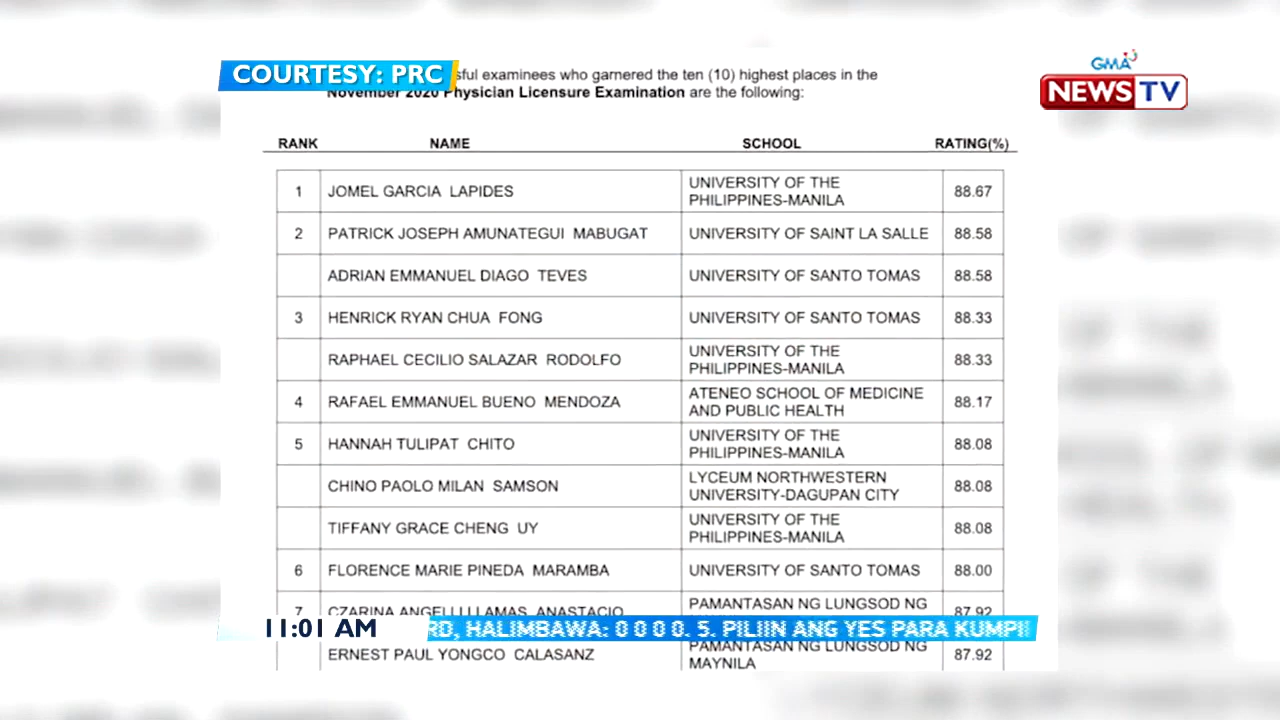 COURTESY: PRC
sful examinees who garnered the ten (10) highest places in the
November 2020 Physician Licensure Examination are the following:
GMA
NEWS TV
RANK NAME SCHOOL RATING(%)
1 JOMEL GARCIA LAPIDES UNIVERSITY OF THE PHILIPPINES-MANILA 88.67
2 PATRICK JOSEPH AMUNATEGUI MABUGAT UNIVERSITY OF SAINT LA SALLE 88.58
ADRIAN EMMANUEL DIAGO TEVES UNIVERSITY OF SANTO TOMAS 88.58
3 HENRICK RYAN CHUA FONG UNIVERSITY OF SANTO TOMAS 88.33
RAPHAEL CECILIO SALAZAR RODOLFO UNIVERSITY OF THE PHILIPPINES-MANILA 88.33
4 RAFAEL EMMANUEL BUENO MENDOZA ATENEO SCHOOL OF MEDICINE AND PUBLIC HEALTH 88.17
5 HANNAH TULIPAT CHITO UNIVERSITY OF THE PHILIPPINES-MANILA 88.08
CHINO PAOLO MILAN SAMSON LYCEUM NORTHWESTERN UNIVERSITY-DAGUPAN CITY 88.08
TIFFANY GRACE CHENG UY UNIVERSITY OF THE PHILIPPINES-MANILA 88.08
6 FLORENCE MARIE PINEDA MARAMBA UNIVERSITY OF SANTO TOMAS 88.00
7 CZARINA ANASTACIO PAMANTASAN NG LUNGSOD NG 87.92
11:01 AM RD, HALIMBAWA: 0 0 0 0. 5. PILIIN ANG YES PARA KUMPI
ERNEST PAUL YONGCO CALASANZ PAMANTASAN NG LUNGSOD NG MAYNILA 87.92